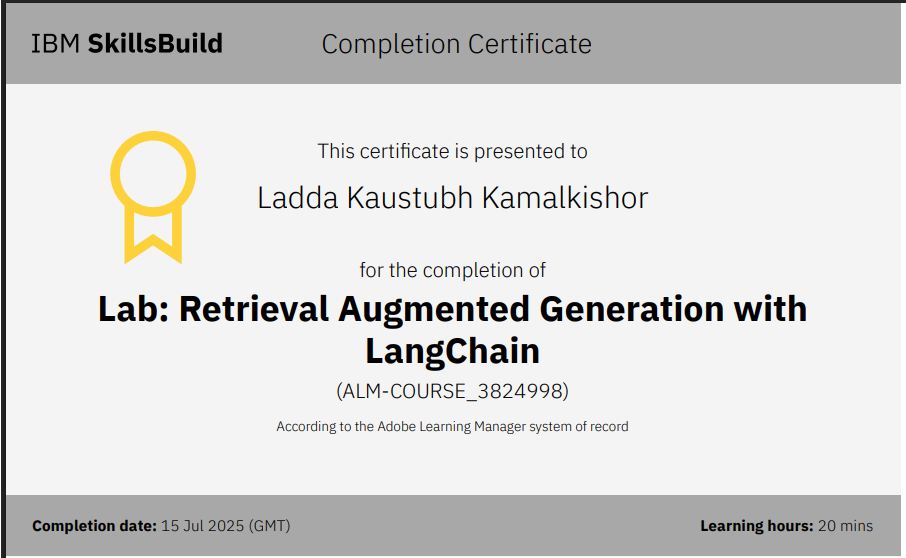 IBM SkillsBuild
Completion Certificate
This certificate is presented to
Ladda Kaustubh Kamalkishor
for the completion of
Lab: Retrieval Augmented Generation with
LangChain
(ALM-COURSE_3824998)
According to the Adobe Learning Manager system of record
Completion date: 15 Jul 2025 (GMT)
Learning hours: 20 mins